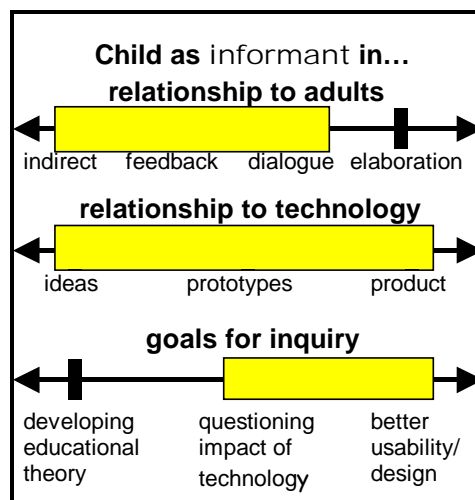 Child as informant in…
relationship to adults
indirect feedback dialogue elaboration
relationship to technology
ideas prototypes product
goals for inquiry
developing questioning better
educational impact of usability/
theory technology design